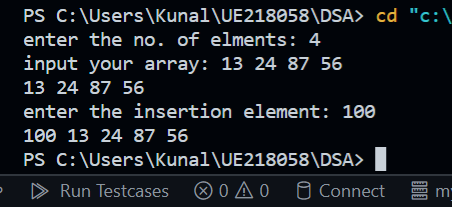 PS C:\Users\Kunal\UE218058\DSA> cd "c:\
enter the no. of elments: 4
input your array: 13 24 87 56
13 24 87 56
enter the insertion element: 100
100 13 24 87 56
PS C:\Users\Kunal\UE218058\DSA>
Run Testcases 0 0 Connect my